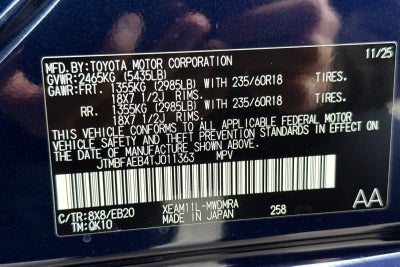 MFD.BY:TOYOTA MOTOR CORPORATION 11/25
GVWR:2465KG (5435LB)
GAWR:FRT. 1355KG (2985LB) WITH 235/60R18 TIRES.
18X7 1/2J RIMS.
RR. 1355KG (2985LB) WITH 235/60R18 TIRES.
18X7 1/2J RIMS.
THIS VEHICLE CONFORMS TO ALL APPLICABLE FEDERAL MOTOR
VEHICLE SAFETY AND THEFT PREVENTION STANDARDS IN EFFECT
ON THE DATE OF MANUFACTURE SHOWN ABOVE.
JTMBFAEB4TJ011363 MPV
C/TR:8X8/EB20 XEAM11L-MWDMRA 258 AA
TM:QK10 MADE IN JAPAN